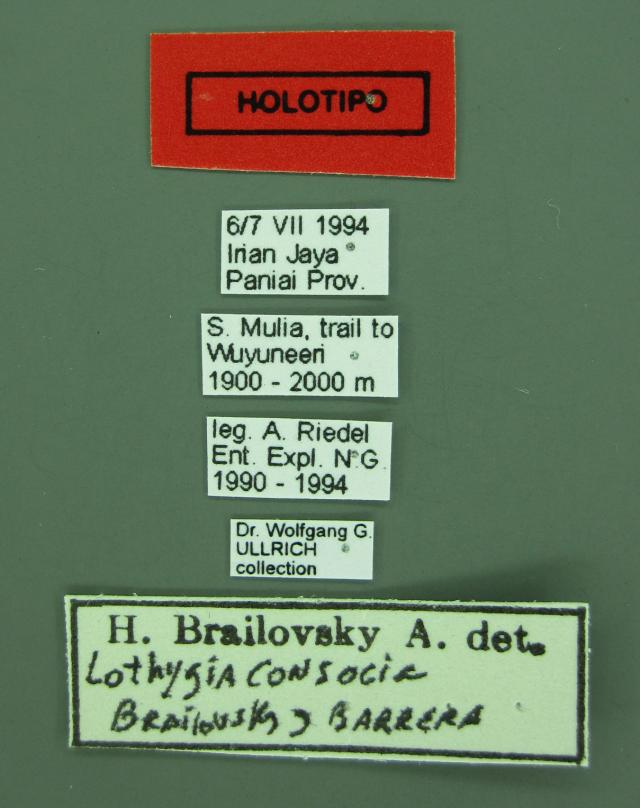 HOLOTIPO
6/7 VII 1994
Irian Jaya
Paniai Prov.
S. Mulia, trail to
Wuyuneeri
1900 - 2000 m
leg. A. Riedel
Ent. Expl. N.G.
1990 - 1994
Dr. Wolfgang G.
ULLRICH
collection
H. Brailovsky A. det.
Lothygia consocia
Brailovsky y BARRERA